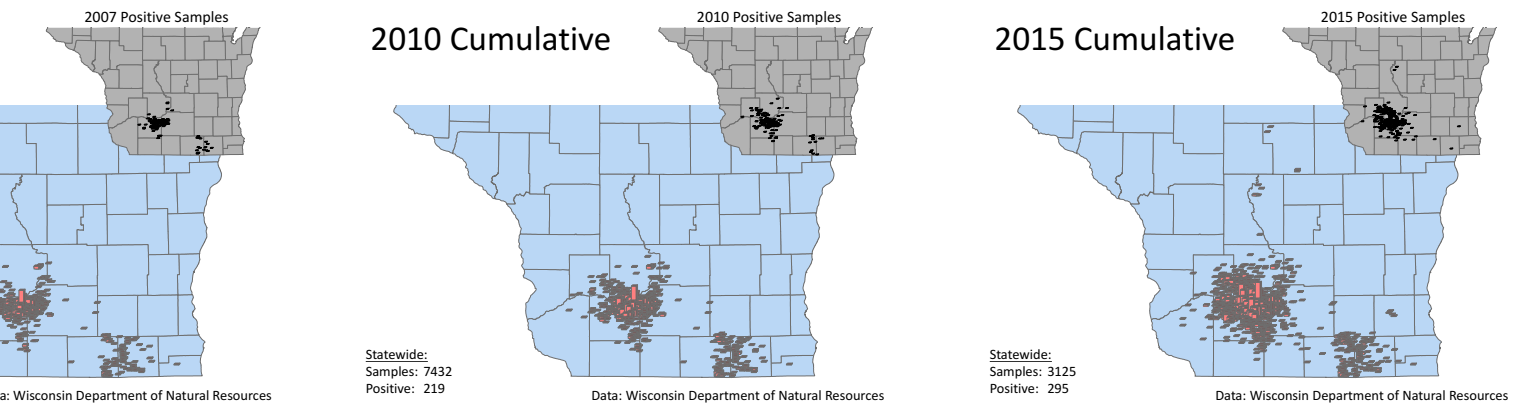 2007 Positive Samples
a: Wisconsin Department of Natural Resources
2010 Cumulative
2010 Positive Samples
Statewide:
Samples: 7432
Positive: 219
Data: Wisconsin Department of Natural Resources
2015 Cumulative
2015 Positive Samples
Statewide:
Samples: 3125
Positive: 295
Data: Wisconsin Department of Natural Resources